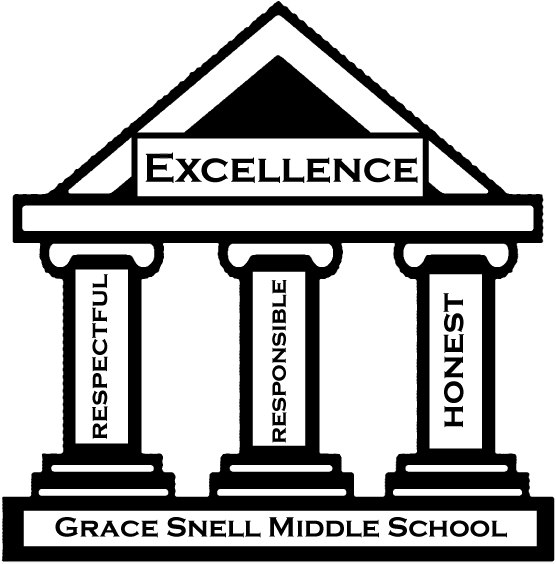 EXCELLENCE
RESPECTFUL
RESPONSIBLE
HONEST
GRACE SNELL MIDDLE SCHOOL